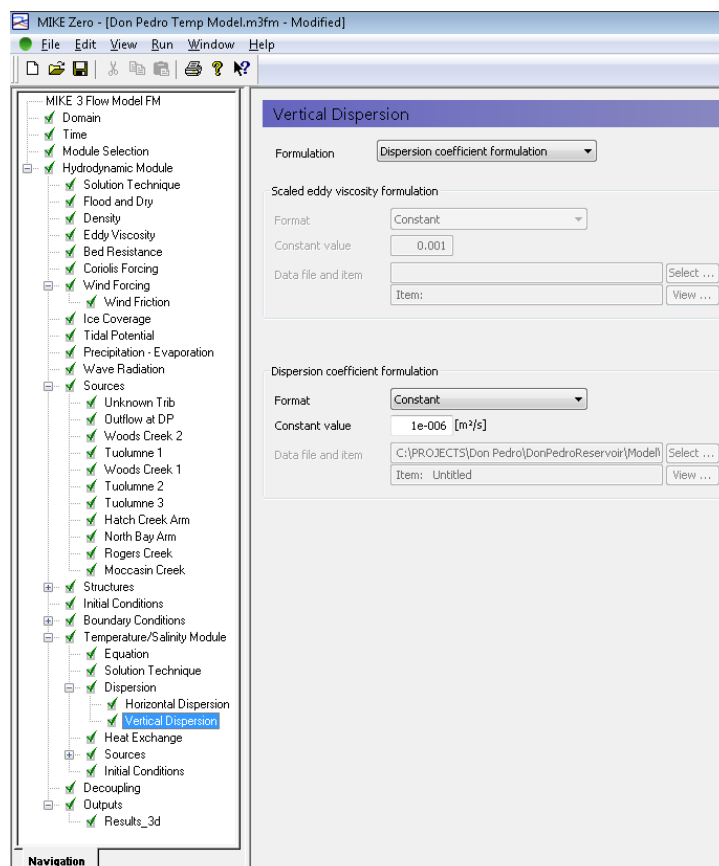 MIKE Zero - [Don Pedro Temp Model.m3fm - Modified]
File Edit View Run Window Help
MIKE 3 Flow Model FM
Domain
Time
Module Selection
Hydrodynamic Module
Solution Technique
Flood and Dry
Density
Eddy Viscosity
Bed Resistance
Coriolis Forcing
Wind Forcing
Wind Friction
Ice Coverage
Tidal Potential
Precipitation - Evaporation
Wave Radiation
Sources
Unknown Trib
Outflow at DP
Woods Creek 2
Tuolumne 1
Woods Creek 1
Tuolumne 2
Tuolumne 3
Hatch Creek Arm
North Bay Arm
Rogers Creek
Moccasin Creek
Structures
Initial Conditions
Boundary Conditions
Temperature/Salinity Module
Equation
Solution Technique
Dispersion
Horizontal Dispersion
Vertical Dispersion
Heat Exchange
Sources
Initial Conditions
Decoupling
Outputs
Results_3d
Navigation
Vertical Dispersion
Formulation Dispersion coefficient formulation
Scaled eddy viscosity formulation
Format Constant
Constant value 0.001
Data file and item Select ...
Item: View ...
Dispersion coefficient formulation
Format Constant
Constant value 1e-006 [m²/s]
Data file and item C:\PROJECTS\Don Pedro\DonPedroReservoir\Model\ Select ...
Item: Untitled View ...